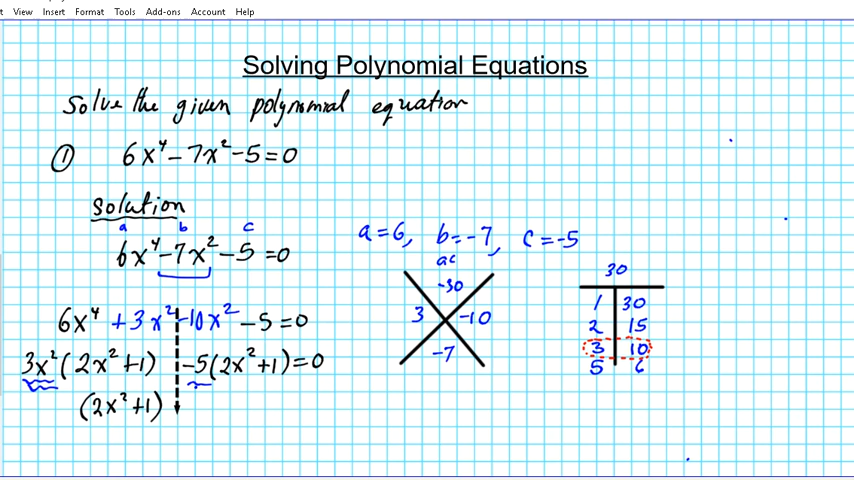 t View Insert Format Tools Add-ons Account Help
Solving Polynomial Equations
Solve the given polynomial equation
① 6x⁴ - 7x² - 5 = 0
solution
a b c
6x⁴ - 7x² - 5 = 0
a = 6, b = -7, c = -5
ac
-30
3 -10
-7
30
1 30
2 15
3 10
5 6
6x⁴ + 3x² - 10x² - 5 = 0
3x²(2x² + 1) - 5(2x² + 1) = 0
(2x² + 1)